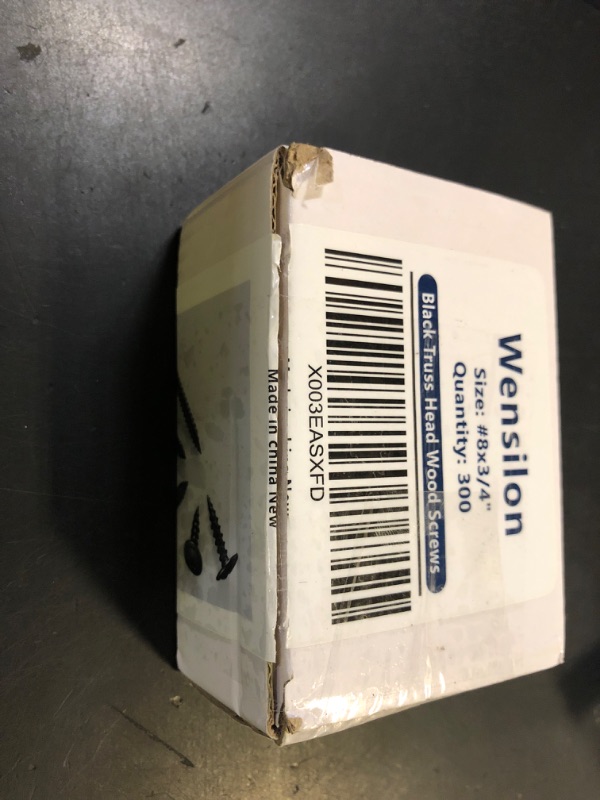 Wensilon
Size: #8x3/4"
Quantity: 300
Black Truss Head Wood Screws
X003EASXFD
Made in china New